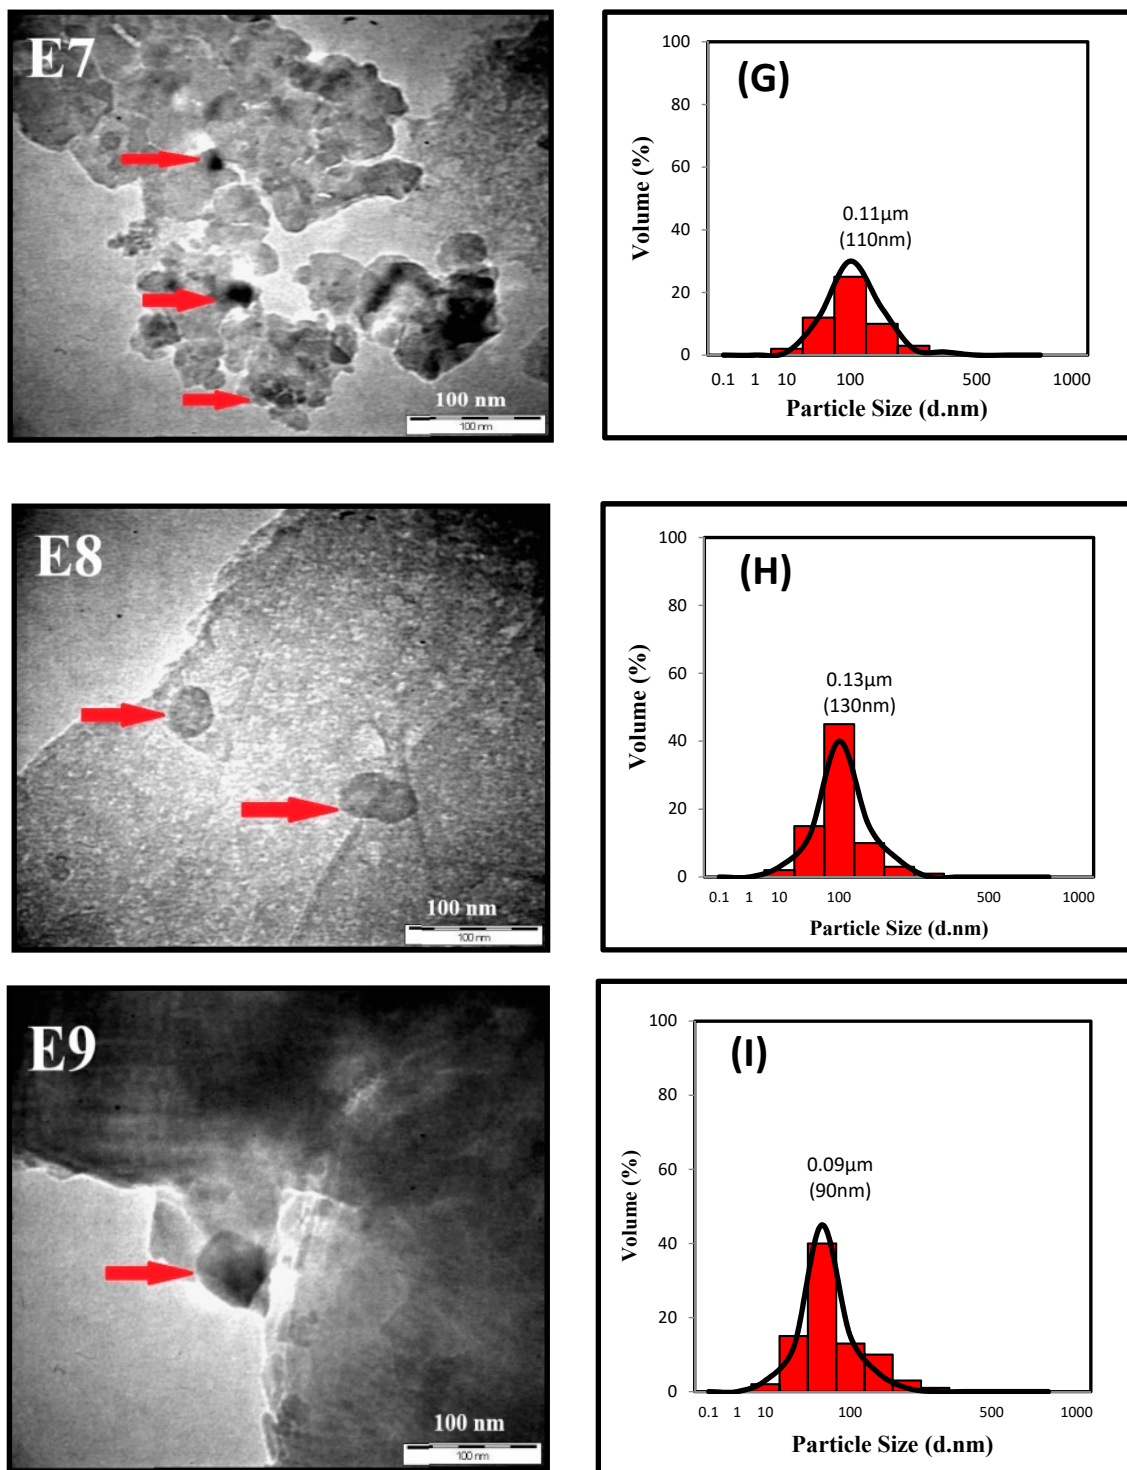 E7
100 nm
100 nm
(G)
100
80
60
40
20
0
Volume (%)
0.11µm
(110nm)
0.1 1 10 100 500 1000
Particle Size (d.nm)
E8
100 nm
100 nm
(H)
100
80
60
40
20
0
Volume (%)
0.13µm
(130nm)
0.1 1 10 100 500 1000
Particle Size (d.nm)
E9
100 nm
100 nm
(I)
100
80
60
40
20
0
Volume (%)
0.09µm
(90nm)
0.1 1 10 100 500 1000
Particle Size (d.nm)